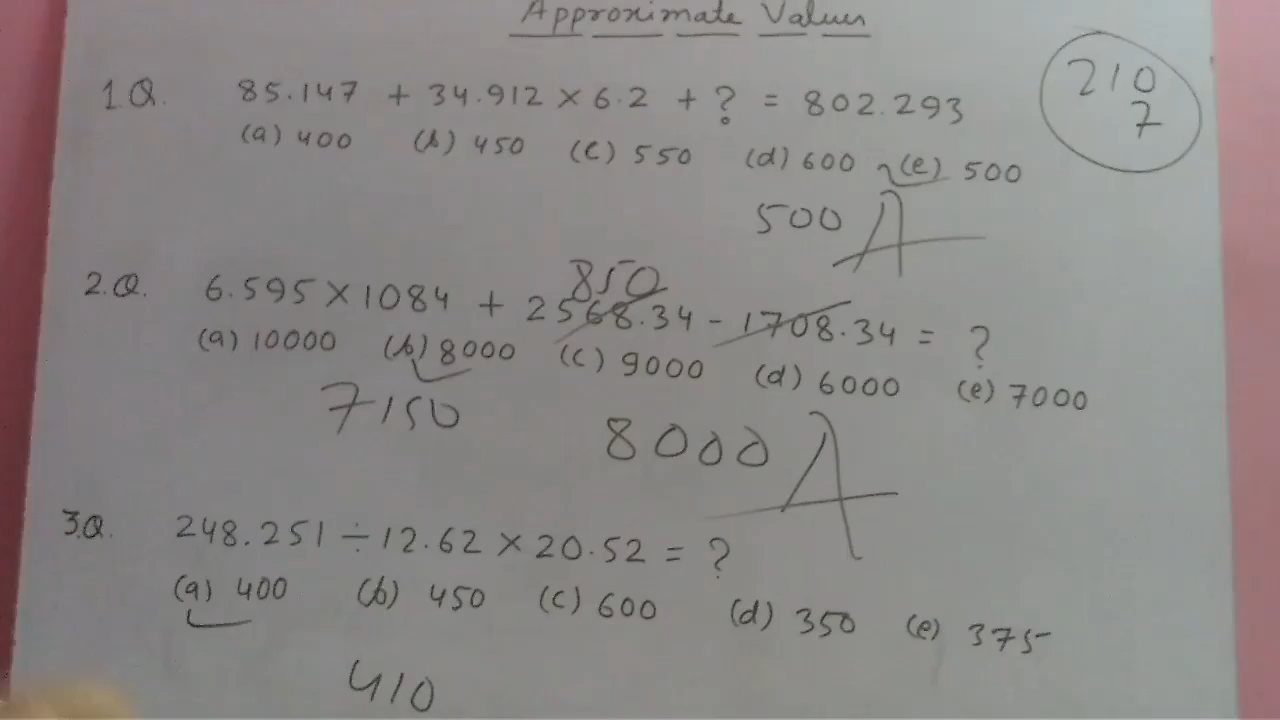 Approximate Values
210
7
1.Q. 85.147 + 34.912 × 6.2 + ? = 802.293
(a) 400 (b) 450 (c) 550 (d) 600 (e) 500
500 A
850
2.Q. 6.595 × 1084 + 2568.34 - 1708.34 = ?
(a) 10000 (b) 8000 (c) 9000 (d) 6000 (e) 7000
7150
8000 A
3.Q. 248.251 ÷ 12.62 × 20.52 = ?
(a) 400 (b) 450 (c) 600 (d) 350 (e) 375
410